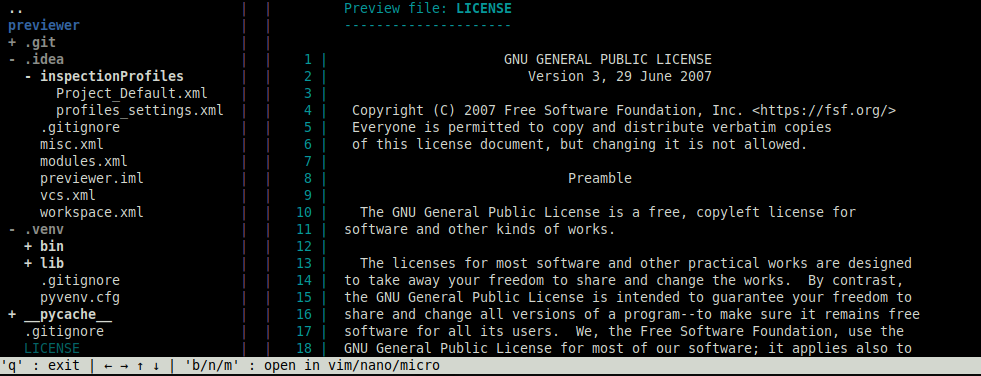 ..
previewer
+ .git
- .idea
- inspectionProfiles
Project_Default.xml
profiles_settings.xml
.gitignore
misc.xml
modules.xml
previewer.iml
vcs.xml
workspace.xml
- .venv
+ bin
+ lib
.gitignore
pyvenv.cfg
+ __pycache__
.gitignore
LICENSE
Preview file: LICENSE
---------------------
1 | GNU GENERAL PUBLIC LICENSE
2 | Version 3, 29 June 2007
3 |
4 | Copyright (C) 2007 Free Software Foundation, Inc. <https://fsf.org/>
5 | Everyone is permitted to copy and distribute verbatim copies
6 | of this license document, but changing it is not allowed.
7 |
8 | Preamble
9 |
10 | The GNU General Public License is a free, copyleft license for
11 | software and other kinds of works.
12 |
13 | The licenses for most software and other practical works are designed
14 | to take away your freedom to share and change the works.  By contrast,
15 | the GNU General Public License is intended to guarantee your freedom to
16 | share and change all versions of a program--to make sure it remains free
17 | software for all its users.  We, the Free Software Foundation, use the
18 | GNU General Public License for most of our software; it applies also to
'q' : exit | ← → ↑ ↓ | 'b/n/m' : open in vim/nano/micro